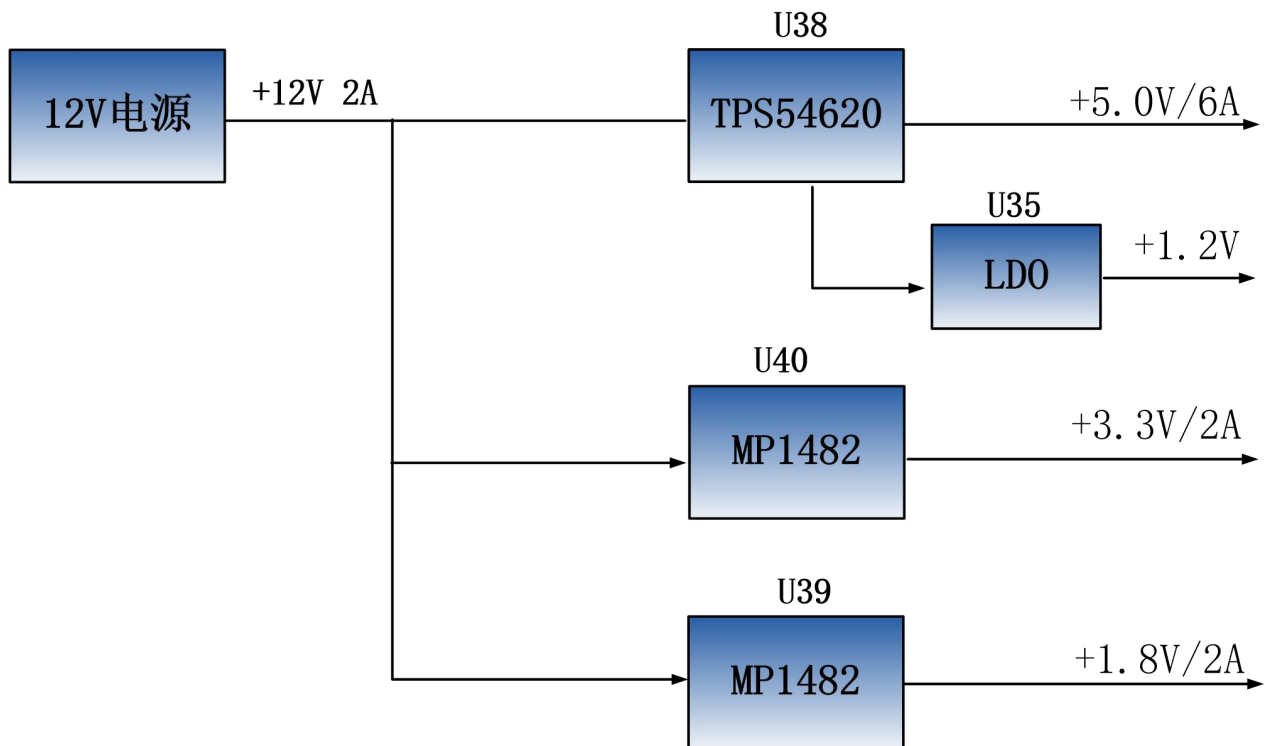 U38
12V电源
+12V 2A
TPS54620
+5.0V/6A
U35
LDO
+1.2V
U40
MP1482
+3.3V/2A
U39
MP1482
+1.8V/2A